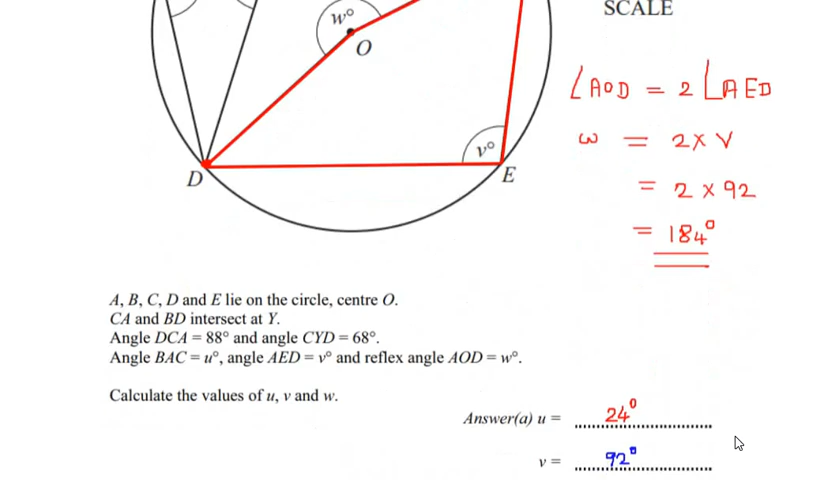 SCALE
w°
O
∠AOD = 2 ∠AED
w = 2 x v
= 2 x 92
= 184°
v°
D
E
A, B, C, D and E lie on the circle, centre O.
CA and BD intersect at Y.
Angle DCA = 88° and angle CYD = 68°.
Angle BAC = u°, angle AED = v° and reflex angle AOD = w°.
Calculate the values of u, v and w.
Answer(a) u = 24°
v = 92°